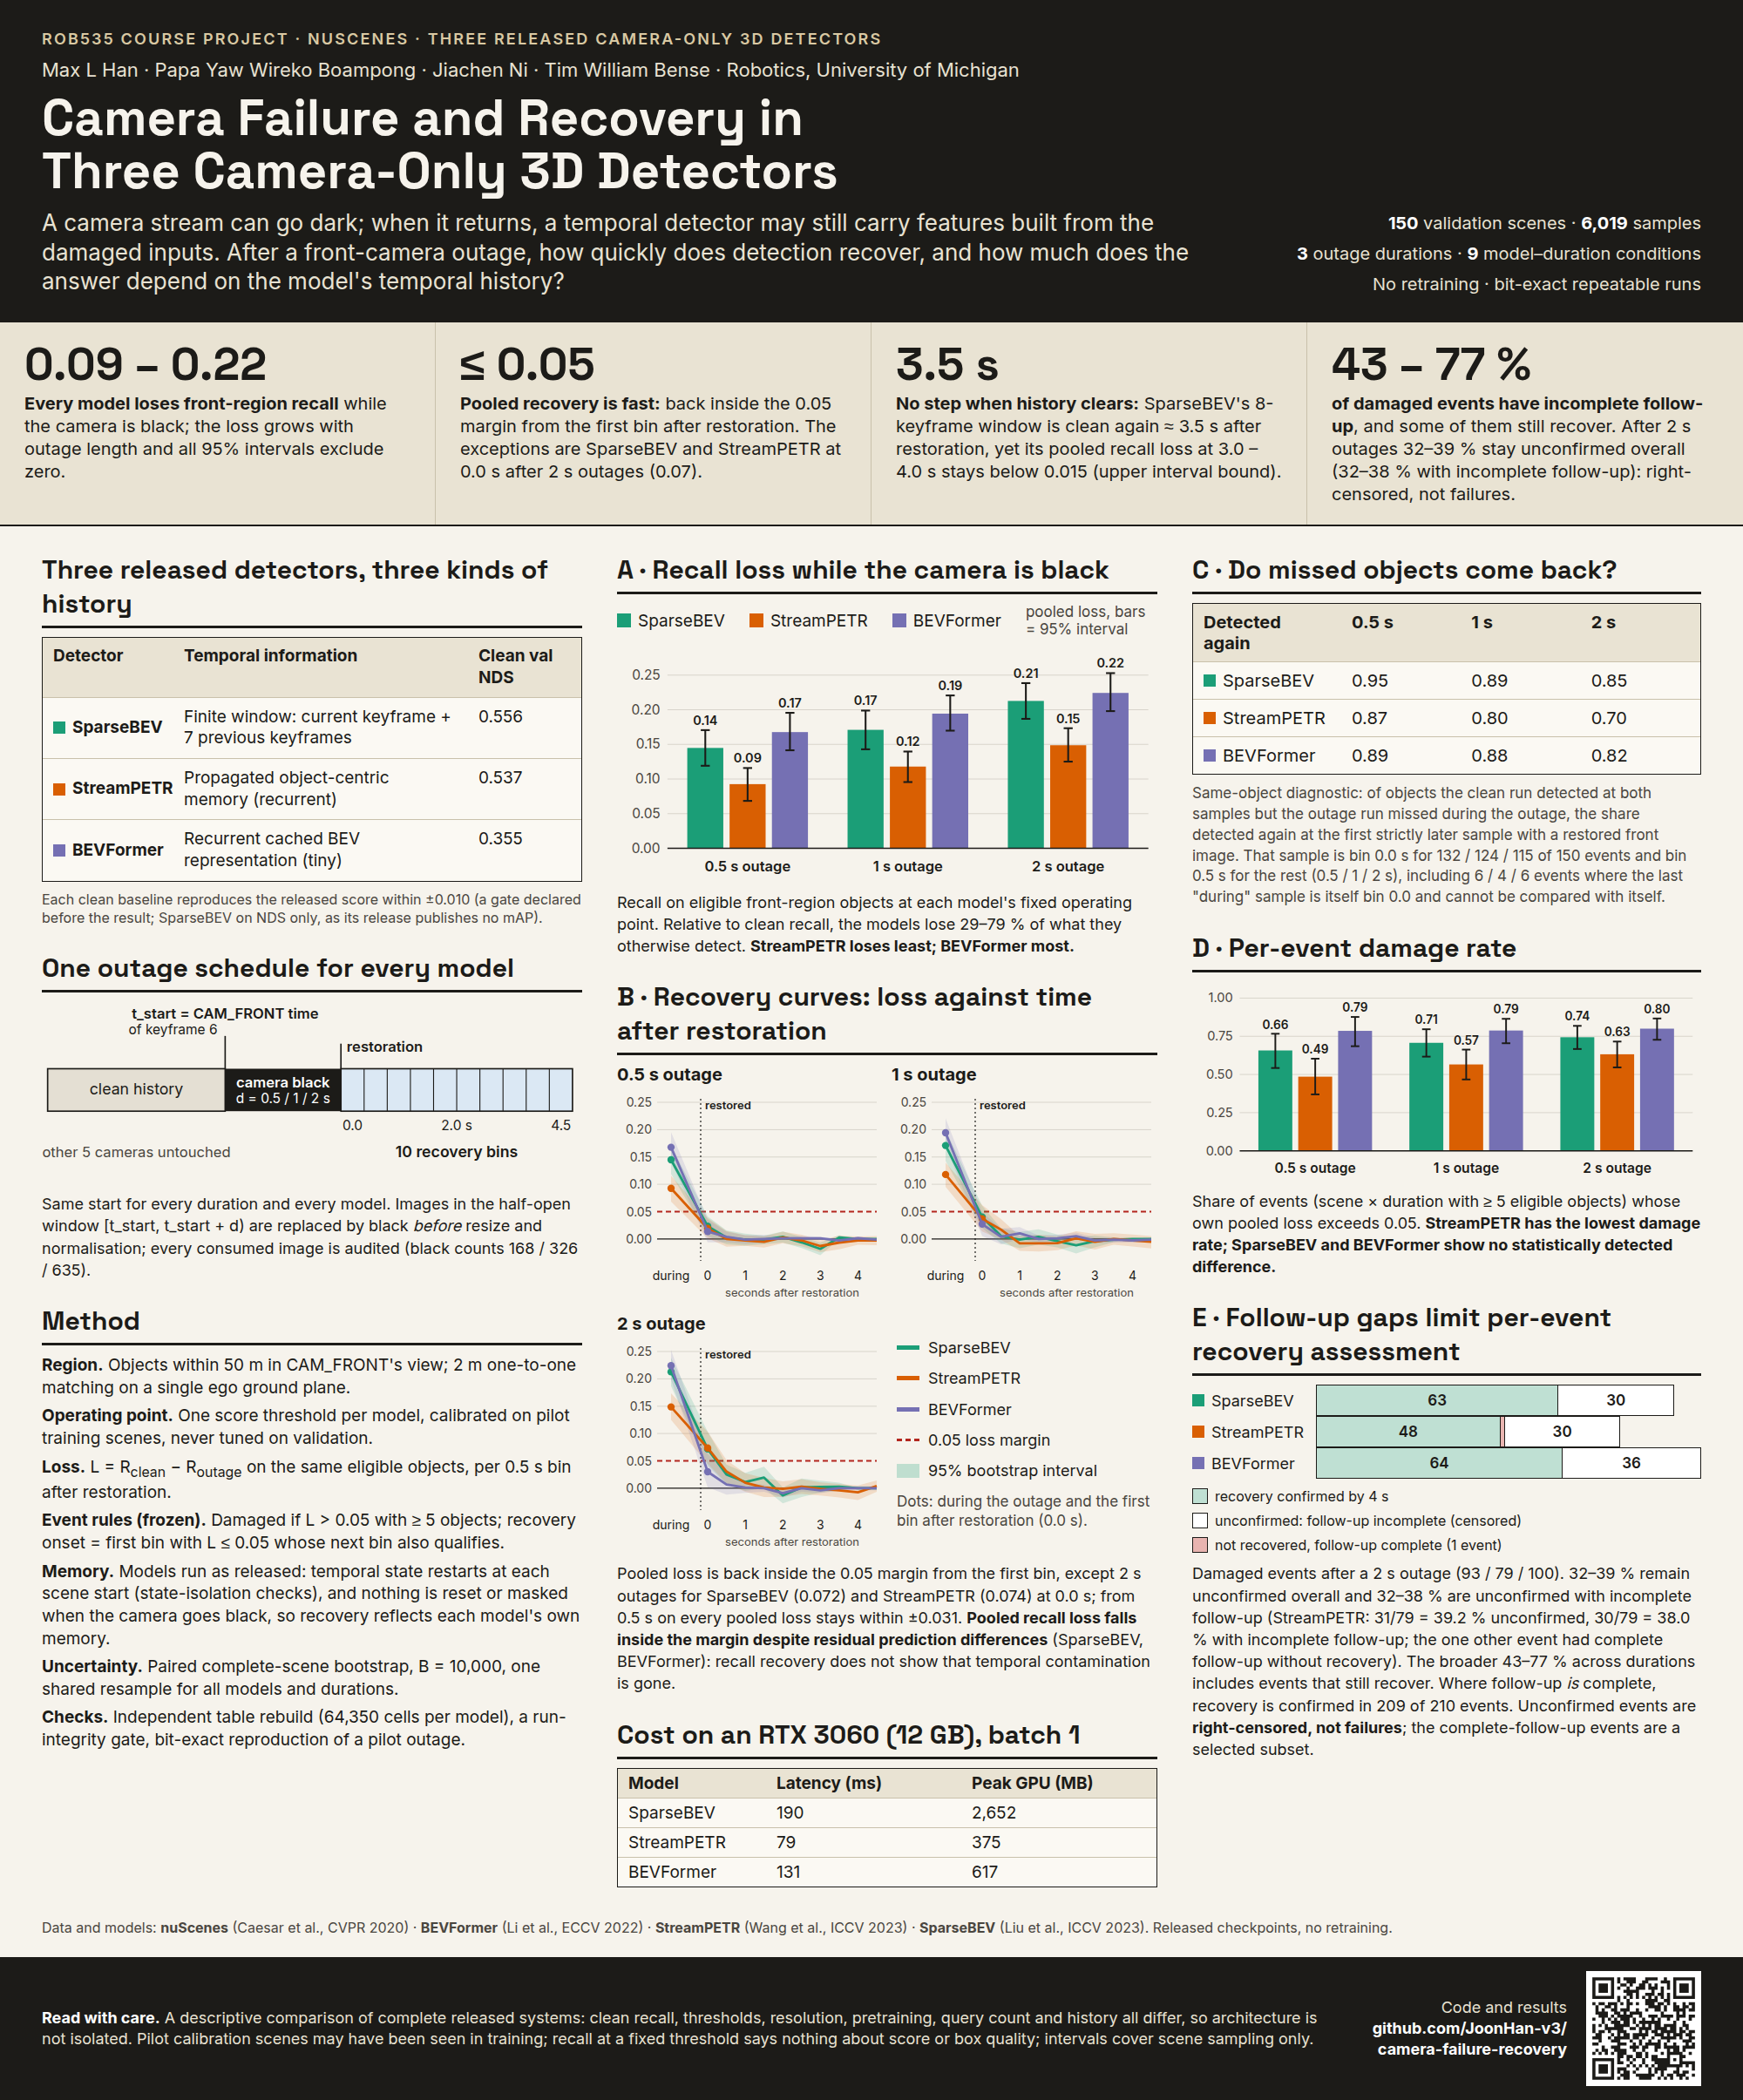 ROB535 COURSE PROJECT · NUSCENES · THREE RELEASED CAMERA-ONLY 3D DETECTORS
Max L Han · Papa Yaw Wireko Boampong · Jiachen Ni · Tim William Bense · Robotics, University of Michigan
Camera Failure and Recovery in
Three Camera-Only 3D Detectors
A camera stream can go dark; when it returns, a temporal detector may still carry features built from the
damaged inputs. After a front-camera outage, how quickly does detection recover, and how much does the
answer depend on the model's temporal history?
150 validation scenes · 6,019 samples
3 outage durations · 9 model–duration conditions
No retraining · bit-exact repeatable runs
0.09 – 0.22
Every model loses front-region recall while
the camera is black; the loss grows with
outage length and all 95% intervals exclude
zero.
≤ 0.05
Pooled recovery is fast: back inside the 0.05
margin from the first bin after restoration. The
exceptions are SparseBEV and StreamPETR at
0.0 s after 2 s outages (0.07).
3.5 s
No step when history clears: SparseBEV's 8-
keyframe window is clean again ≈ 3.5 s after
restoration, yet its pooled recall loss at 3.0 –
4.0 s stays below 0.015 (upper interval bound).
43 – 77 %
of damaged events have incomplete follow-
up, and some of them still recover. After 2 s
outages 32–39 % stay unconfirmed overall
(32–38 % with incomplete follow-up): right-
censored, not failures.
Three released detectors, three kinds of
history
Detector Temporal information Clean val
NDS
SparseBEV Finite window: current keyframe +
7 previous keyframes 0.556
StreamPETR Propagated object-centric
memory (recurrent) 0.537
BEVFormer Recurrent cached BEV
representation (tiny) 0.355
Each clean baseline reproduces the released score within ±0.010 (a gate declared
before the result; SparseBEV on NDS only, as its release publishes no mAP).
One outage schedule for every model
t_start = CAM_FRONT time
of keyframe 6
restoration
clean history
camera black
d = 0.5 / 1 / 2 s
0.0 2.0 s 4.5
other 5 cameras untouched 10 recovery bins
Same start for every duration and every model. Images in the half-open
window [t_start, t_start + d) are replaced by black before resize and
normalisation; every consumed image is audited (black counts 168 / 326
/ 635).
Method
Region. Objects within 50 m in CAM_FRONT's view; 2 m one-to-one
matching on a single ego ground plane.
Operating point. One score threshold per model, calibrated on pilot
training scenes, never tuned on validation.
Loss. L = Rclean − Routage on the same eligible objects, per 0.5 s bin
after restoration.
Event rules (frozen). Damaged if L > 0.05 with ≥ 5 objects; recovery
onset = first bin with L ≤ 0.05 whose next bin also qualifies.
Memory. Models run as released: temporal state restarts at each
scene start (state-isolation checks), and nothing is reset or masked
when the camera goes black, so recovery reflects each model's own
memory.
Uncertainty. Paired complete-scene bootstrap, B = 10,000, one
shared resample for all models and durations.
Checks. Independent table rebuild (64,350 cells per model), a run-
integrity gate, bit-exact reproduction of a pilot outage.
A · Recall loss while the camera is black
SparseBEV StreamPETR BEVFormer pooled loss, bars
= 95% interval
0.25
0.20
0.15
0.10
0.05
0.00
0.14 0.09 0.17
0.17 0.12 0.19
0.21 0.15 0.22
0.5 s outage 1 s outage 2 s outage
Recall on eligible front-region objects at each model's fixed operating
point. Relative to clean recall, the models lose 29–79 % of what they
otherwise detect. StreamPETR loses least; BEVFormer most.
B · Recovery curves: loss against time
after restoration
0.5 s outage
0.25
0.20
0.15
0.10
0.05
0.00
restored
during 0 1 2 3 4
seconds after restoration
1 s outage
0.25
0.20
0.15
0.10
0.05
0.00
restored
during 0 1 2 3 4
seconds after restoration
2 s outage
0.25
0.20
0.15
0.10
0.05
0.00
restored
during 0 1 2 3 4
seconds after restoration
SparseBEV
StreamPETR
BEVFormer
0.05 loss margin
95% bootstrap interval
Dots: during the outage and the first
bin after restoration (0.0 s).
Pooled loss is back inside the 0.05 margin from the first bin, except 2 s
outages for SparseBEV (0.072) and StreamPETR (0.074) at 0.0 s; from
0.5 s on every pooled loss stays within ±0.031. Pooled recall loss falls
inside the margin despite residual prediction differences (SparseBEV,
BEVFormer): recall recovery does not show that temporal contamination
is gone.
Cost on an RTX 3060 (12 GB), batch 1
Model Latency (ms) Peak GPU (MB)
SparseBEV 190 2,652
StreamPETR 79 375
BEVFormer 131 617
C · Do missed objects come back?
Detected
again 0.5 s 1 s 2 s
SparseBEV 0.95 0.89 0.85
StreamPETR 0.87 0.80 0.70
BEVFormer 0.89 0.88 0.82
Same-object diagnostic: of objects the clean run detected at both
samples but the outage run missed during the outage, the share
detected again at the first strictly later sample with a restored front
image. That sample is bin 0.0 s for 132 / 124 / 115 of 150 events and bin
0.5 s for the rest (0.5 / 1 / 2 s), including 6 / 4 / 6 events where the last
"during" sample is itself bin 0.0 and cannot be compared with itself.
D · Per-event damage rate
1.00
0.75
0.50
0.25
0.00
0.66 0.49 0.79
0.71 0.57 0.79
0.74 0.63 0.80
0.5 s outage 1 s outage 2 s outage
Share of events (scene × duration with ≥ 5 eligible objects) whose
own pooled loss exceeds 0.05. StreamPETR has the lowest damage
rate; SparseBEV and BEVFormer show no statistically detected
difference.
E · Follow-up gaps limit per-event
recovery assessment
SparseBEV 63 30
StreamPETR 48 30
BEVFormer 64 36
recovery confirmed by 4 s
unconfirmed: follow-up incomplete (censored)
not recovered, follow-up complete (1 event)
Damaged events after a 2 s outage (93 / 79 / 100). 32–39 % remain
unconfirmed overall and 32–38 % are unconfirmed with incomplete
follow-up (StreamPETR: 31/79 = 39.2 % unconfirmed, 30/79 = 38.0
% with incomplete follow-up; the one other event had complete
follow-up without recovery). The broader 43–77 % across durations
includes events that still recover. Where follow-up is complete,
recovery is confirmed in 209 of 210 events. Unconfirmed events are
right-censored, not failures; the complete-follow-up events are a
selected subset.
Data and models: nuScenes (Caesar et al., CVPR 2020) · BEVFormer (Li et al., ECCV 2022) · StreamPETR (Wang et al., ICCV 2023) · SparseBEV (Liu et al., ICCV 2023). Released checkpoints, no retraining.
Read with care. A descriptive comparison of complete released systems: clean recall, thresholds, resolution, pretraining, query count and history all differ, so architecture is
not isolated. Pilot calibration scenes may have been seen in training; recall at a fixed threshold says nothing about score or box quality; intervals cover scene sampling only.
Code and results
github.com/JoonHan-v3/
camera-failure-recovery